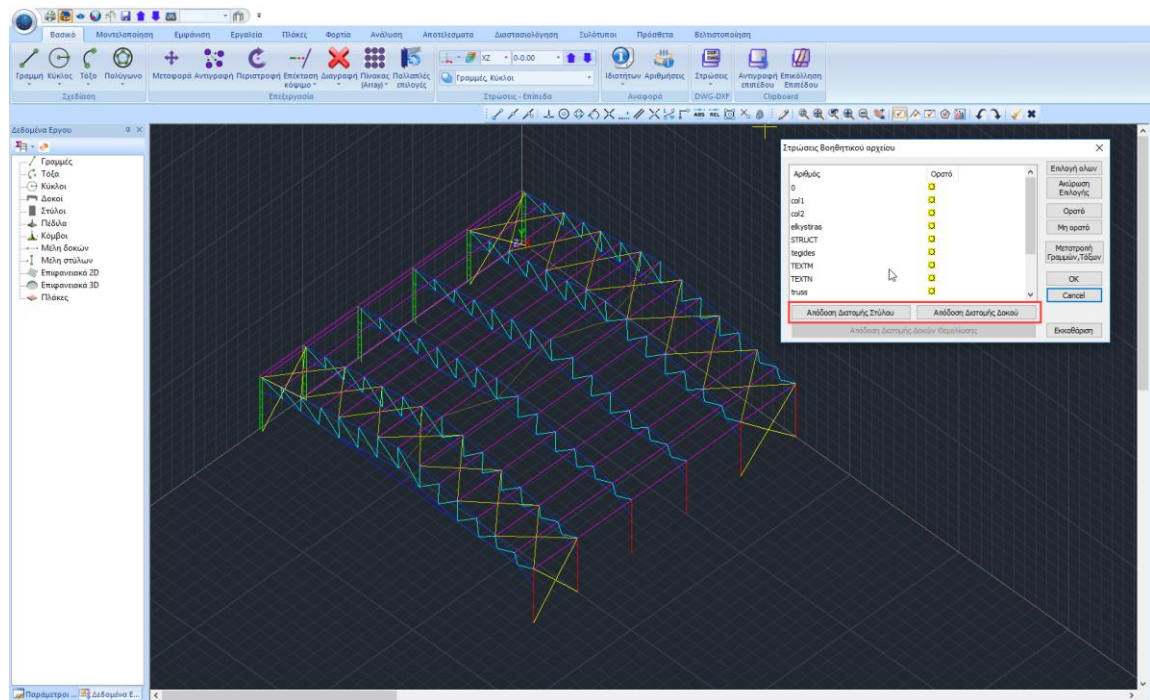 Βασικό Μοντελοποίηση Εμφάνιση Εργαλεία Πλάκες Φορτία Ανάλυση Αποτελεσματα Διαστασιολόγηση Ξυλότυποι Πρόσθετα Βελτιστοποίηση
XZ 0-0.00
Γραμμές, Κύκλοι
Γραμμή Κύκλος Τόξο Πολύγωνο Μεταφορά Αντιγραφή Περιστροφή Επέκταση Διαγραφή Πίνακας Πολλαπλές Ιδιοτήτων Αριθμήσεις Στρώσεις Αντιγραφή Επικόλληση
κόψιμο (Array) επιλογές επιπέδου Επιπέδου
Σχεδίαση Επεξεργασία Στρώσεις - Επίπεδα Αναφορά DWG-DXF Clipboard
Δεδομένα Εργου
Γραμμές
Τόξα
Κύκλοι
Δοκοί
Στύλοι
Πέδιλα
Κόμβοι
Μέλη δοκών
Μέλη στύλων
Επιφανειακά 2D
Επιφανειακά 3D
Πλάκες
Στρώσεις Βοηθητικού αρχείου
Αριθμός Ορατό
0
col1
col2
elkystiras
STRUCT
tegides
TEXTM
TEXTN
truss
Επιλογή ολων
Ακύρωση
Επιλογής
Ορατό
Μη ορατό
Μετατροπή
Γραμμών,Τόξων
OK
Cancel
Απόδοση Διατομής Στύλου Απόδοση Διατομής Δοκού
Απόδοση Διατομής Δοκών Θεμελίωσης Εκκαθάριση
Παράμετροι ... Δεδομένα Ε...